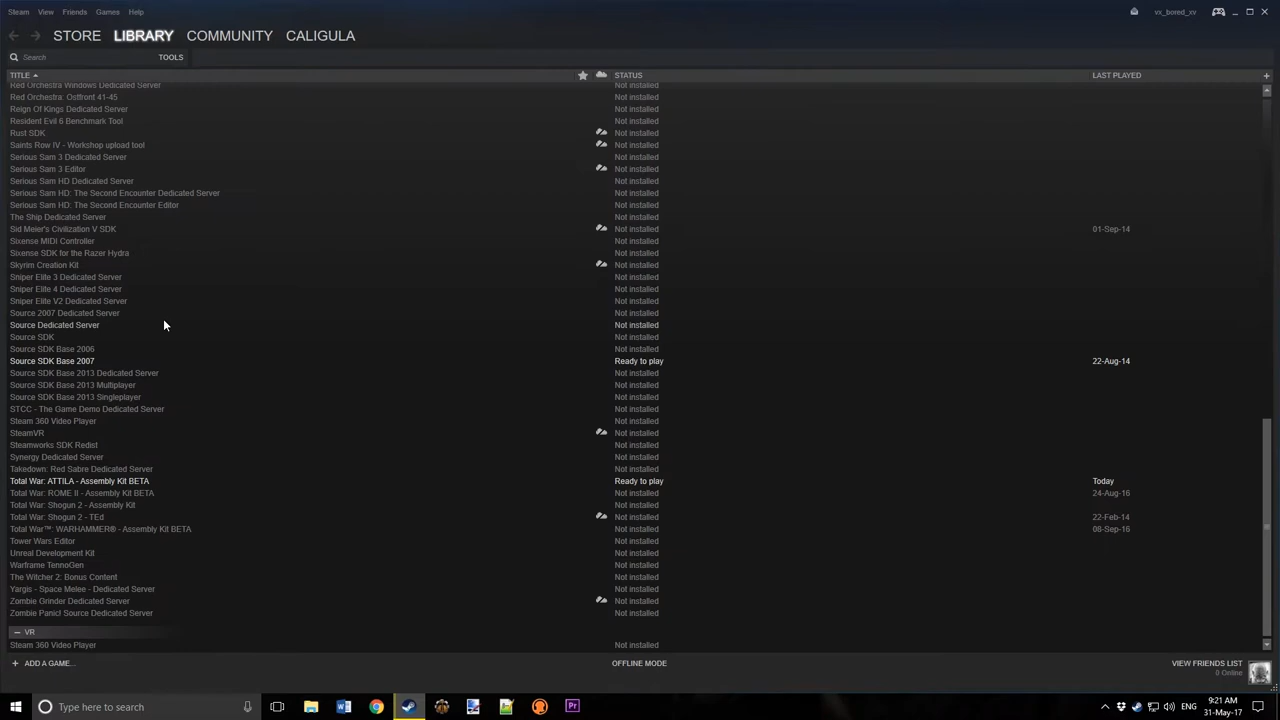 Steam View Friends Games Help vx_bored_xv
STORE LIBRARY COMMUNITY CALIGULA
Search TOOLS
TITLE STATUS LAST PLAYED
Red Orchestra Windows Dedicated Server Not installed
Red Orchestra: Ostfront 41-45 Not installed
Reign Of Kings Dedicated Server Not installed
Resident Evil 6 Benchmark Tool Not installed
Rust SDK Not installed
Saints Row IV - Workshop upload tool Not installed
Serious Sam 3 Dedicated Server Not installed
Serious Sam 3 Editor Not installed
Serious Sam HD Dedicated Server Not installed
Serious Sam HD: The Second Encounter Dedicated Server Not installed
Serious Sam HD: The Second Encounter Editor Not installed
The Ship Dedicated Server Not installed
Sid Meier's Civilization V SDK Not installed 01-Sep-14
Sixense MIDI Controller Not installed
Sixense SDK for the Razer Hydra Not installed
Skyrim Creation Kit Not installed
Sniper Elite 3 Dedicated Server Not installed
Sniper Elite 4 Dedicated Server Not installed
Sniper Elite V2 Dedicated Server Not installed
Source 2007 Dedicated Server Not installed
Source Dedicated Server Not installed
Source SDK Not installed
Source SDK Base 2006 Not installed
Source SDK Base 2007 Ready to play 22-Aug-14
Source SDK Base 2013 Dedicated Server Not installed
Source SDK Base 2013 Multiplayer Not installed
Source SDK Base 2013 Singleplayer Not installed
STCC - The Game Demo Dedicated Server Not installed
Steam 360 Video Player Not installed
SteamVR Not installed
Steamworks SDK Redist Not installed
Synergy Dedicated Server Not installed
Takedown: Red Sabre Dedicated Server Not installed
Total War: ATTILA - Assembly Kit BETA Ready to play Today
Total War: ROME II - Assembly Kit BETA Not installed 24-Aug-16
Total War: Shogun 2 - Assembly Kit Not installed
Total War: Shogun 2 - TEd Not installed 22-Feb-14
Total War™: WARHAMMER® - Assembly Kit BETA Not installed 08-Sep-16
Tower Wars Editor Not installed
Unreal Development Kit Not installed
Warframe TennoGen Not installed
The Witcher 2: Bonus Content Not installed
Yargis - Space Melee - Dedicated Server Not installed
Zombie Grinder Dedicated Server Not installed
Zombie Panic! Source Dedicated Server Not installed
— VR
Steam 360 Video Player Not installed
+ ADD A GAME... OFFLINE MODE VIEW FRIENDS LIST
0 Online
Type here to search ENG 9:21 AM
31-May-17